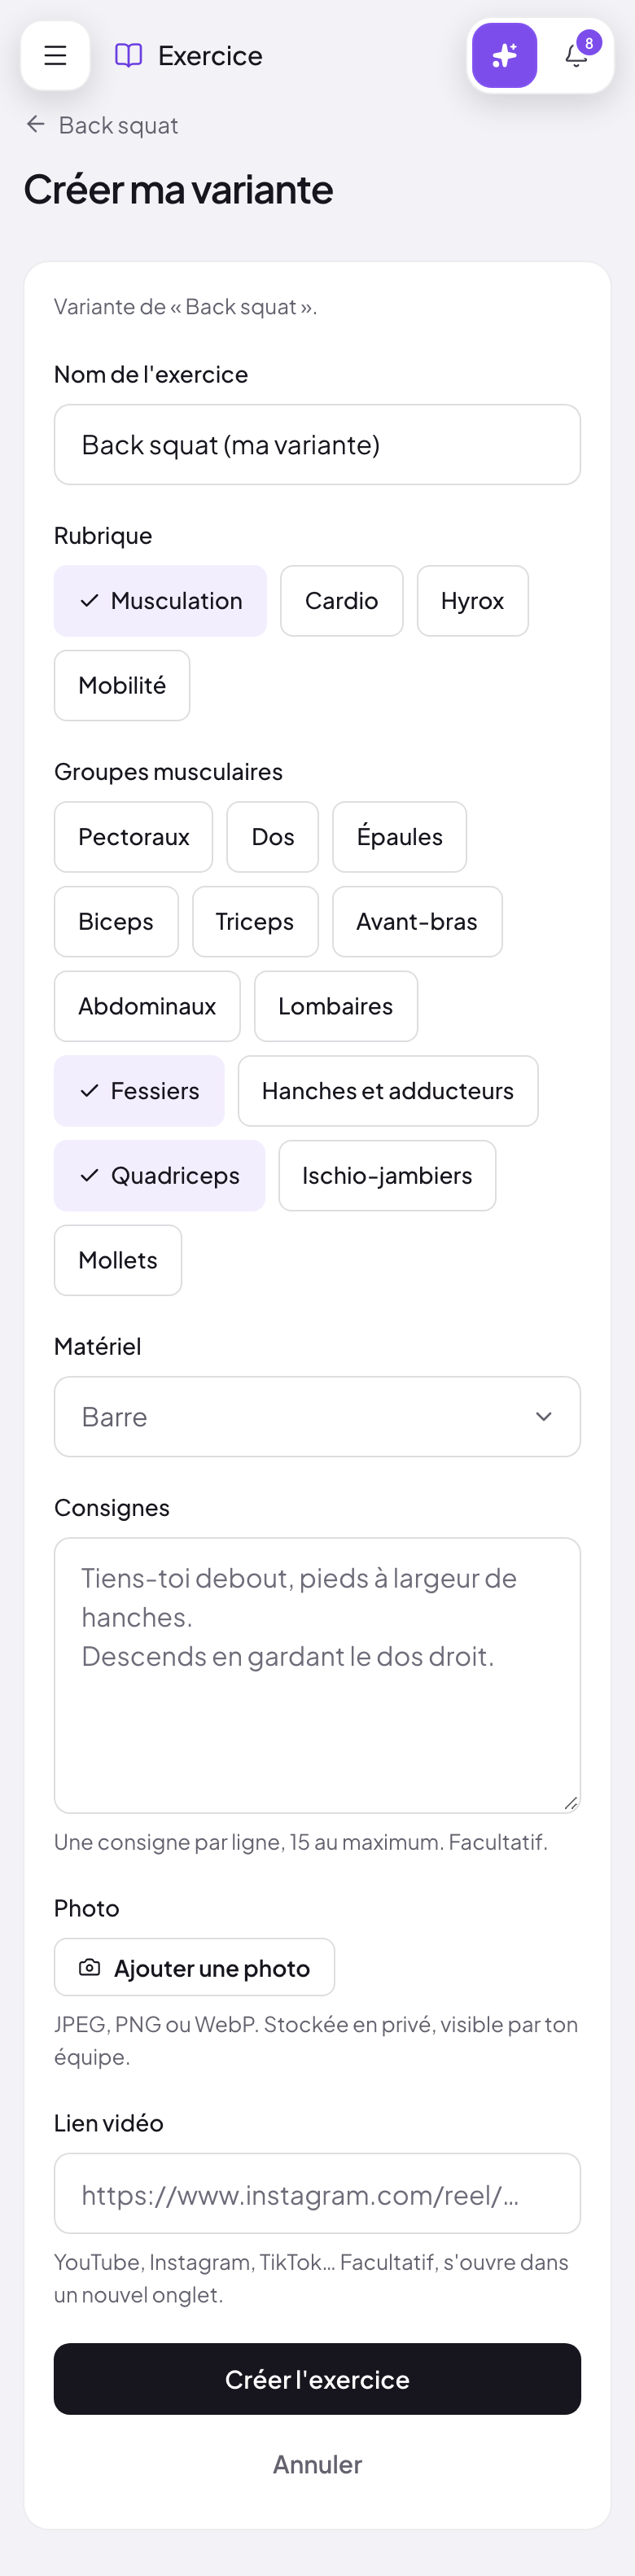 Exercice
8
Back squat
Créer ma variante
Variante de « Back squat ».
Nom de l'exercice
Back squat (ma variante)
Rubrique
Musculation
Cardio
Hyrox
Mobilité
Groupes musculaires
Pectoraux
Dos
Épaules
Biceps
Triceps
Avant-bras
Abdominaux
Lombaires
Fessiers
Hanches et adducteurs
Quadriceps
Ischio-jambiers
Mollets
Matériel
Barre
Consignes
Tiens-toi debout, pieds à largeur de
hanches.
Descends en gardant le dos droit.
Une consigne par ligne, 15 au maximum. Facultatif.
Photo
Ajouter une photo
JPEG, PNG ou WebP. Stockée en privé, visible par ton
équipe.
Lien vidéo
https://www.instagram.com/reel/…
YouTube, Instagram, TikTok… Facultatif, s'ouvre dans
un nouvel onglet.
Créer l'exercice
Annuler